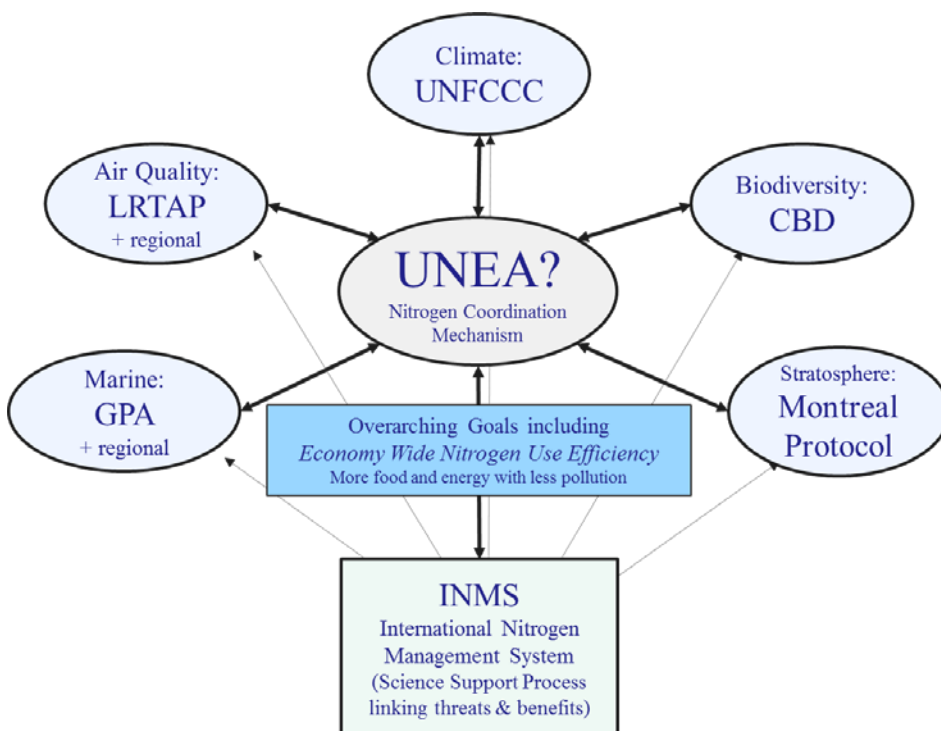 Climate:
UNFCCC
Air Quality:
LRTAP
+ regional
Biodiversity:
CBD
UNEA?
Nitrogen Coordination
Mechanism
Marine:
GPA
+ regional
Stratosphere:
Montreal
Protocol
Overarching Goals including
Economy Wide Nitrogen Use Efficiency
More food and energy with less pollution
INMS
International Nitrogen
Management System
(Science Support Process
linking threats & benefits)